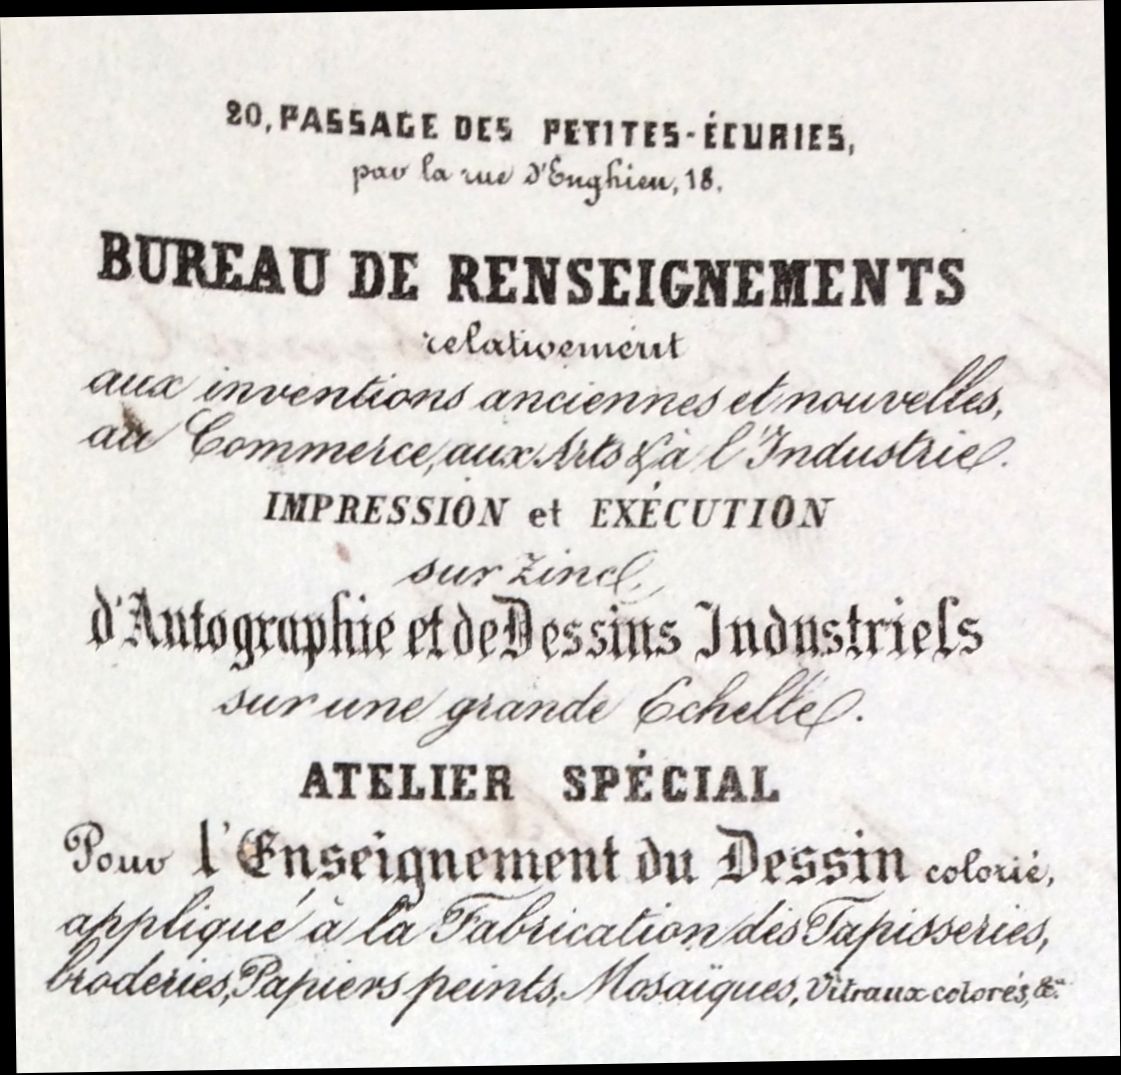 20, PASSAGE DES PETITES-ÉCURIES,
par la rue d'Enghien, 18.
BUREAU DE RENSEIGNEMENTS
relativement
aux inventions anciennes et nouvelles,
au Commerce, aux Arts & à l'Industrie.
IMPRESSION et EXÉCUTION
sur Zinc,
d'Autographie et de Dessins Industriels
sur une grande Echelle.
ATELIER SPÉCIAL
Pour l'Enseignement du Dessin colorié,
appliqué à la Fabrication des Tapisseries,
broderies, Papiers peints, Mosaïques, Vitraux colorés, &.